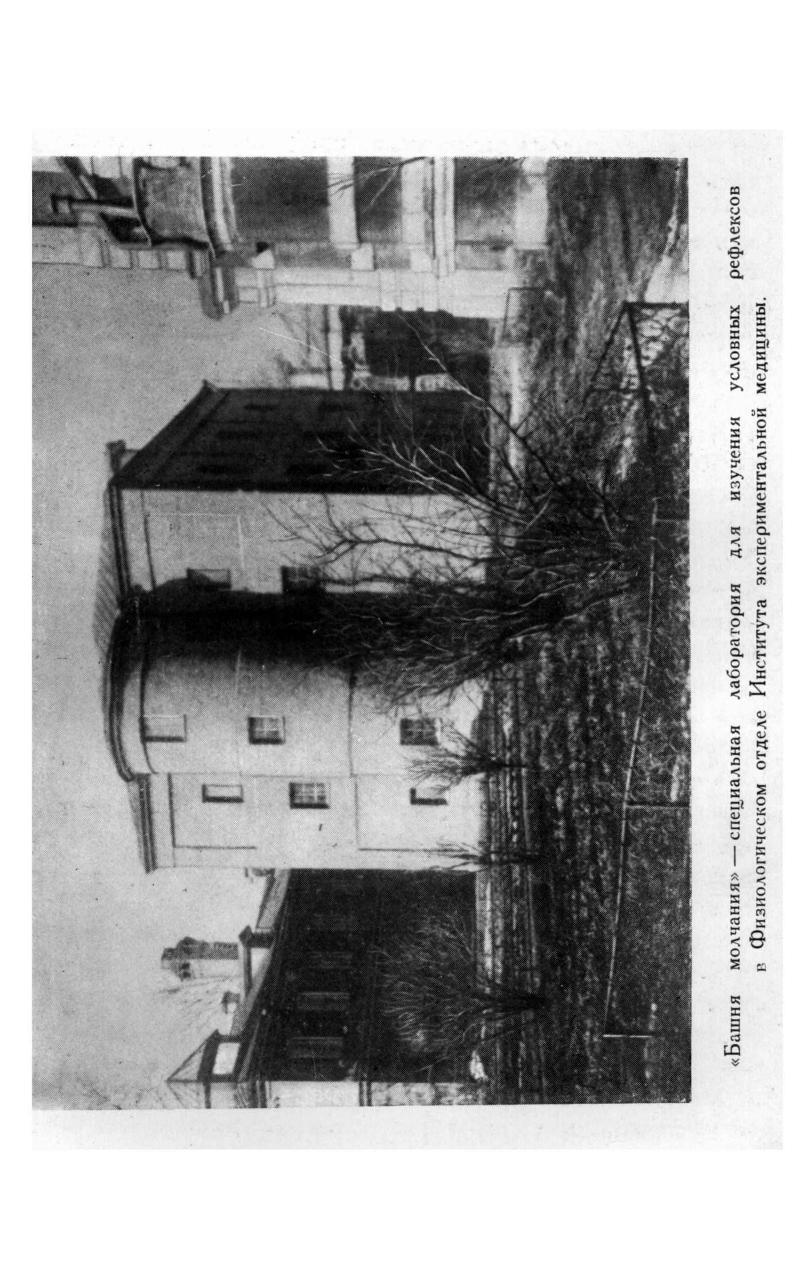 «Башня молчания» — специальная лаборатория для изучения условных рефлексов
в Физиологическом отделе Института экспериментальной медицины.